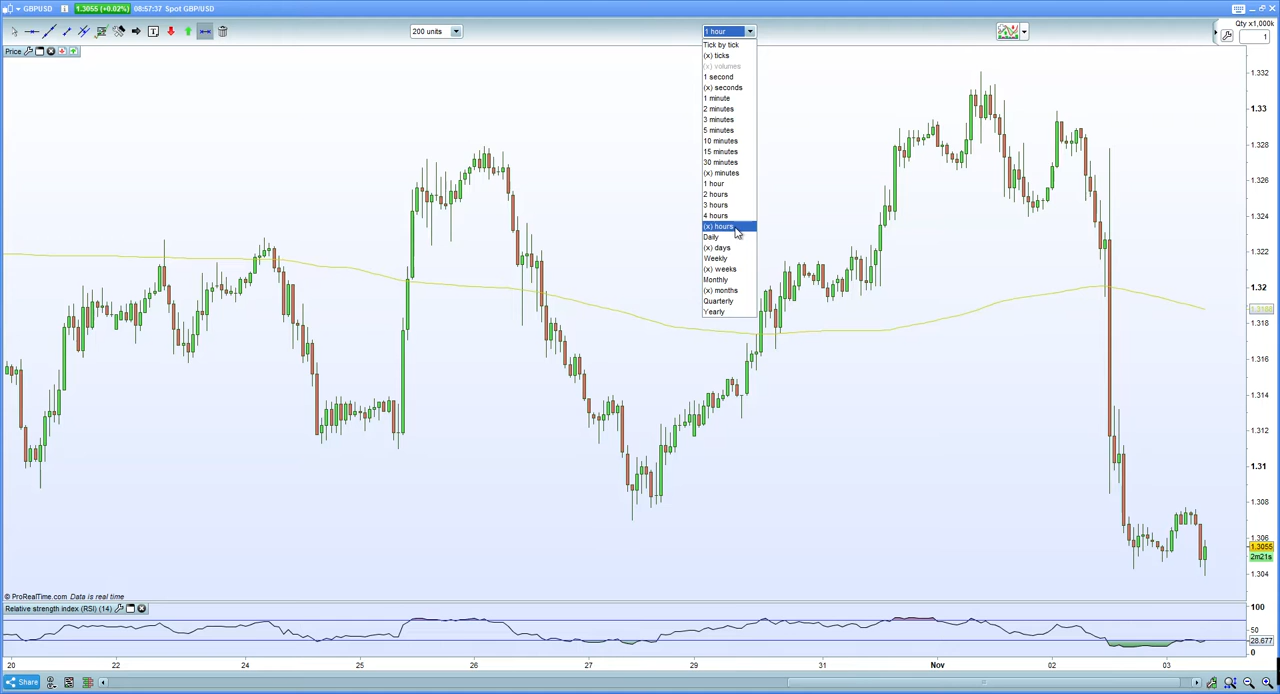 GBPUSD 1.3055 (+0.02%) 08:57:37 Spot GBP/USD
200 units
1 hour
Qty x1,000k
1
Price
Tick by tick
(x) ticks
(x) volumes
1 second
(x) seconds
1 minute
2 minutes
3 minutes
5 minutes
10 minutes
15 minutes
30 minutes
(x) minutes
1 hour
2 hours
3 hours
4 hours
(x) hours
Daily
(x) days
Weekly
(x) weeks
Monthly
(x) months
Quarterly
Yearly
1.332
1.33
1.328
1.326
1.324
1.322
1.32
1.316
1.314
1.312
1.31
1.308
1.306
1.3055
2m21s
1.304
© ProRealTime.com Data is real time
Relative strength index (RSI) (14)
100
50
28.677
0
20 22 24 25 26 27 28 29 31 Nov 02 03
Share